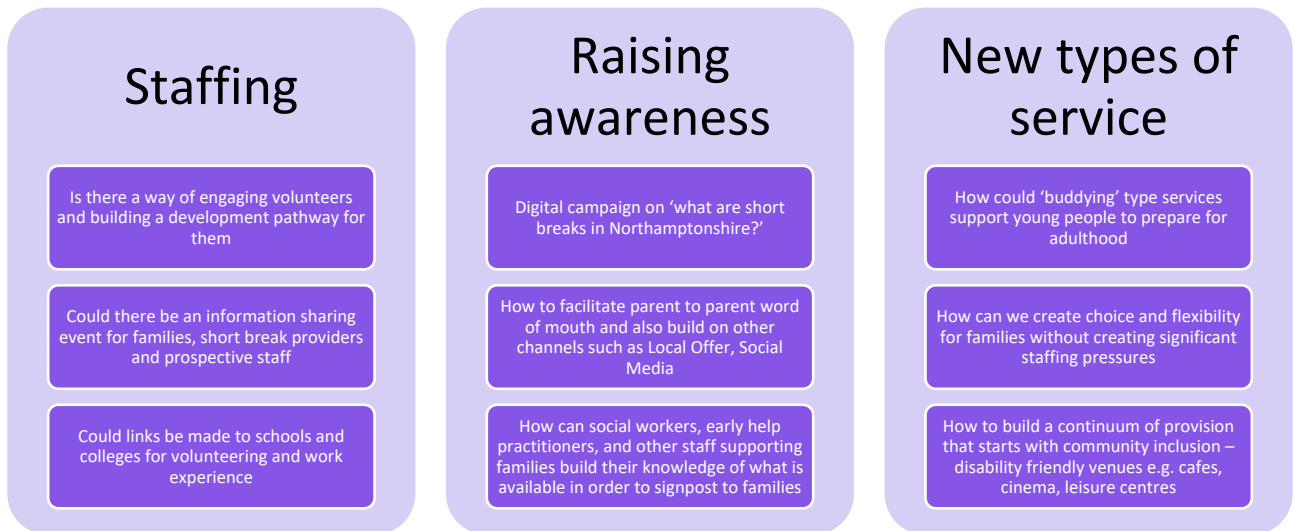 Staffing
Is there a way of engaging volunteers
and building a development pathway for
them
Could there be an information sharing
event for families, short break providers
and prospective staff
Could links be made to schools and
colleges for volunteering and work
experience
Raising
awareness
Digital campaign on ‘what are short
breaks in Northamptonshire?’
How to facilitate parent to parent word
of mouth and also build on other
channels such as Local Offer, Social
Media
How can social workers, early help
practitioners, and other staff supporting
families build their knowledge of what is
available in order to signpost to families
New types of
service
How could ‘buddying’ type services
support young people to prepare for
adulthood
How can we create choice and flexibility
for families without creating significant
staffing pressures
How to build a continuum of provision
that starts with community inclusion –
disability friendly venues e.g. cafes,
cinema, leisure centres